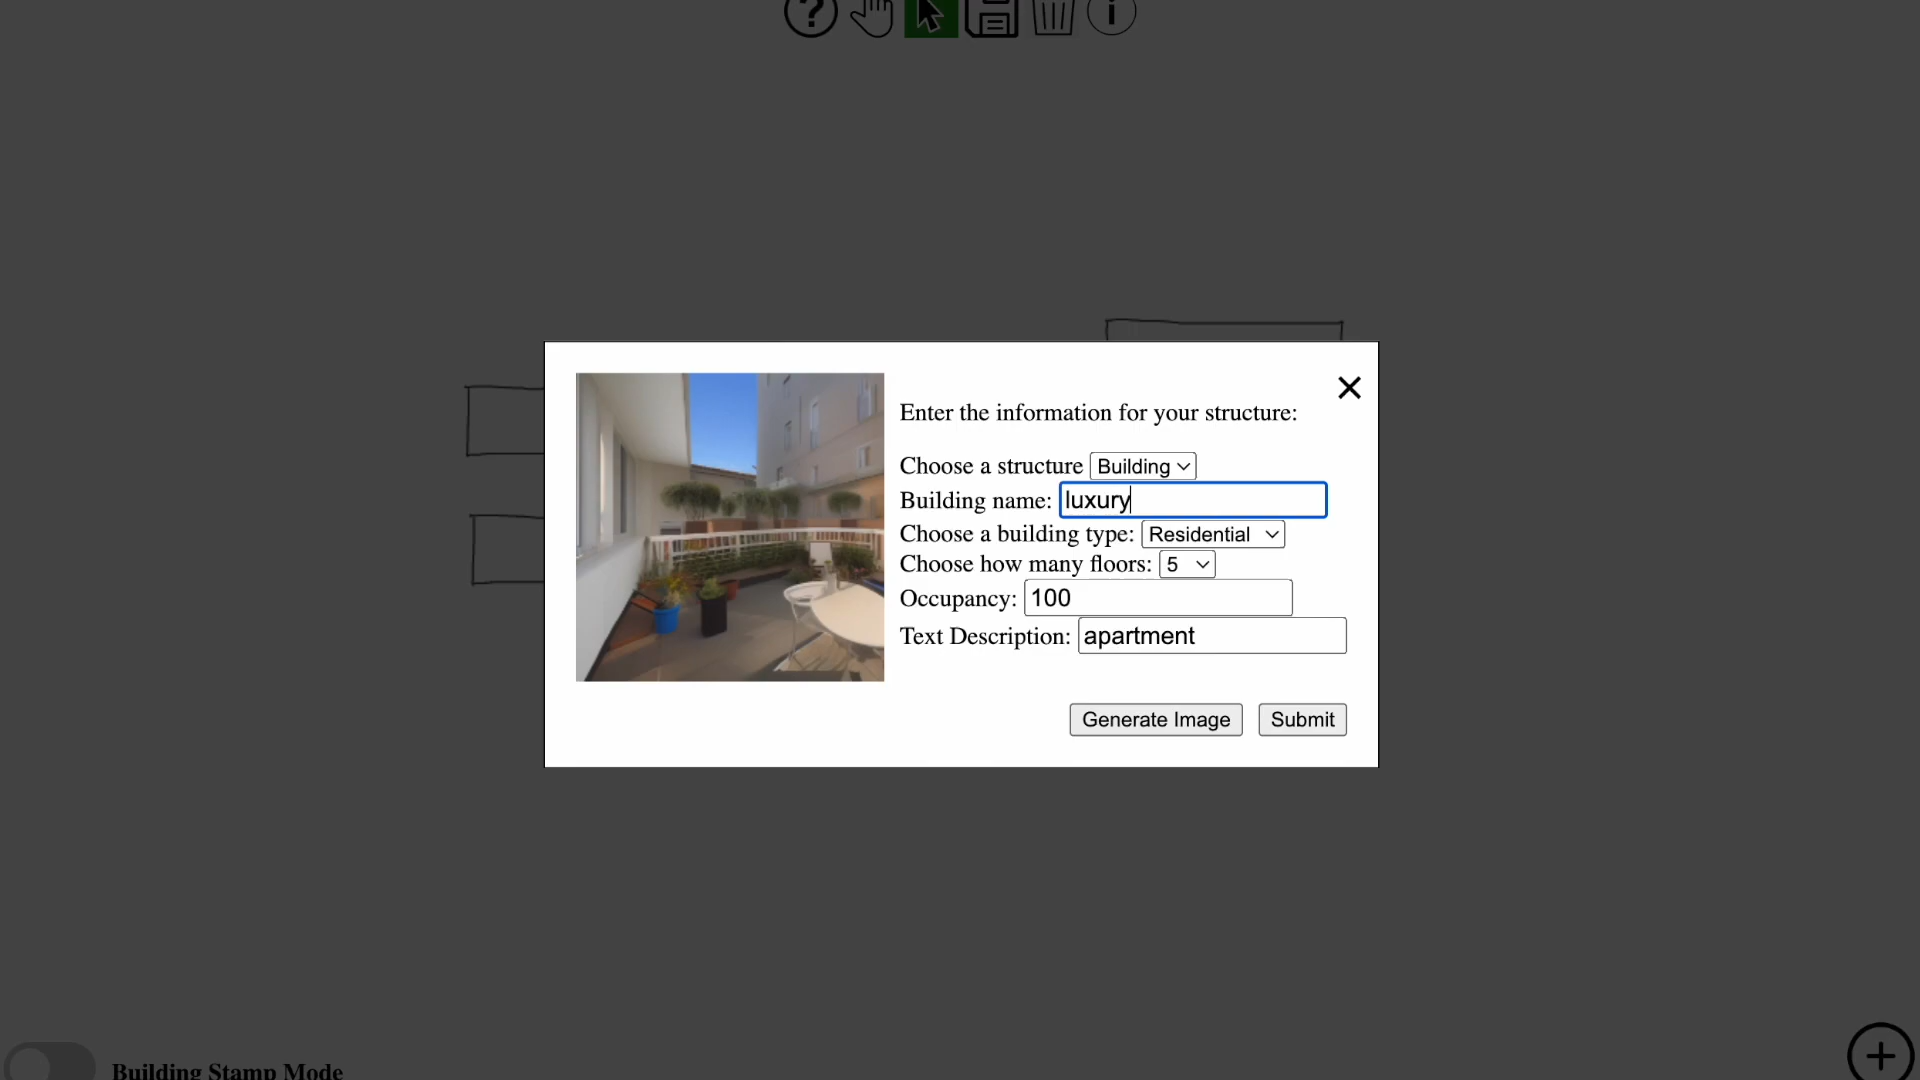 Enter the information for your structure:
Choose a structure Building
Building name: luxury
Choose a building type: Residential
Choose how many floors: 5
Occupancy: 100
Text Description: apartment
Generate Image Submit
Building Stamp Mode